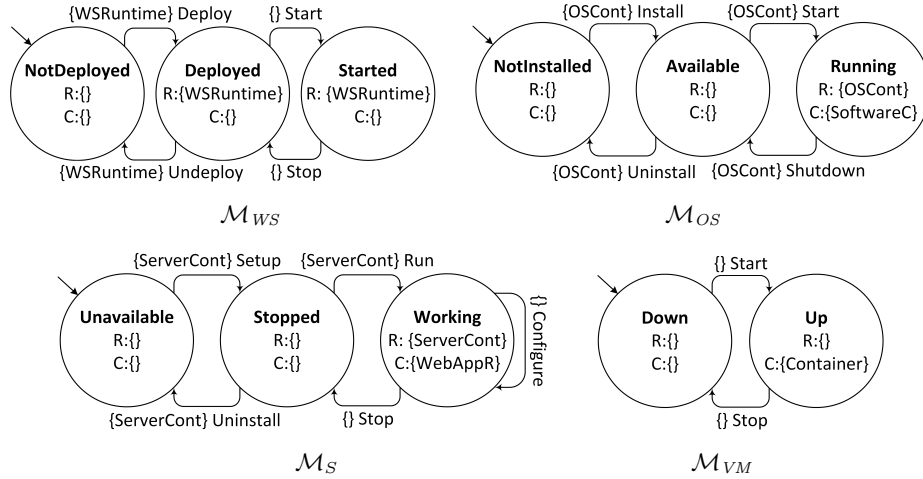 {WSRuntime} Deploy
{} Start
NotDeployed
R:{}
C:{}
Deployed
R:{WSRuntime}
C:{}
Started
R: {WSRuntime}
C:{}
{WSRuntime} Undeploy
{} Stop
M_WS
{OSCont} Install
{OSCont} Start
NotInstalled
R:{}
C:{}
Available
R:{}
C:{}
Running
R: {OSCont}
C:{SoftwareC}
{OSCont} Uninstall
{OSCont} Shutdown
M_OS
{ServerCont} Setup
{ServerCont} Run
Unavailable
R:{}
C:{}
Stopped
R:{}
C:{}
Working
R: {ServerCont}
C:{WebAppR}
{} Configure
{ServerCont} Uninstall
{} Stop
M_S
{} Start
Down
R:{}
C:{}
Up
R:{}
C:{Container}
{} Stop
M_VM